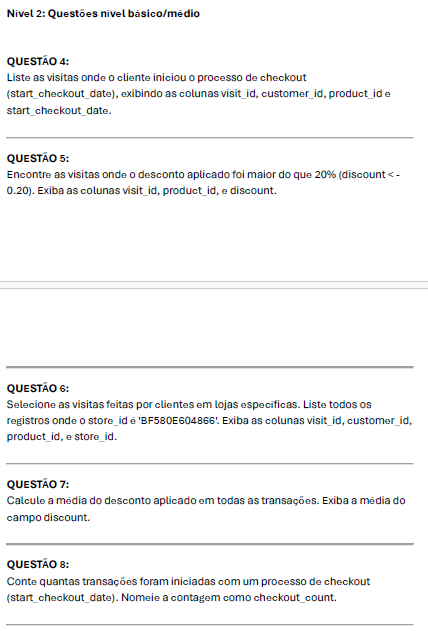 Nível 2: Questões nível básico/médio
QUESTÃO 4:
Liste as visitas onde o cliente iniciou o processo de checkout
(start_checkout_date), exibindo as colunas visit_id, customer_id, product_id e
start_checkout_date.
QUESTÃO 5:
Encontre as visitas onde o desconto aplicado foi maior do que 20% (discount < -
0.20). Exiba as colunas visit_id, product_id, e discount.
QUESTÃO 6:
Selecione as visitas feitas por clientes em lojas específicas. Liste todos os
registros onde o store_id é 'BF580E604866'. Exiba as colunas visit_id, customer_id,
product_id, e store_id.
QUESTÃO 7:
Calcule a média do desconto aplicado em todas as transações. Exiba a média do
campo discount.
QUESTÃO 8:
Conte quantas transações foram iniciadas com um processo de checkout
(start_checkout_date). Nomeie a contagem como checkout_count.